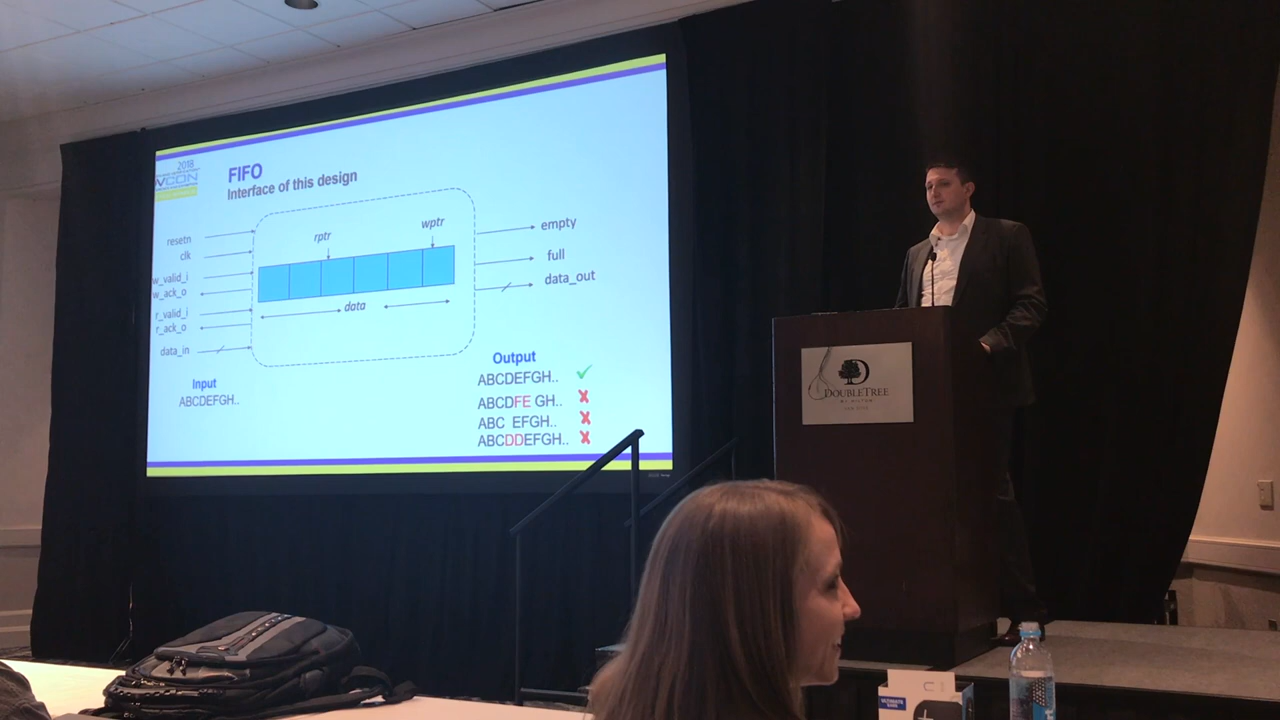 2018
FIFO
Interface of this design
resetn
clk
w_valid_i
w_ack_o
r_valid_i
r_ack_o
data_in
rptr
wptr
data
empty
full
data_out
Input
ABCDEFGH..
Output
ABCDEFGH..
ABCDFE GH..
ABC EFGH..
ABCDDEFGH..
DOUBLETREE
BY HILTON